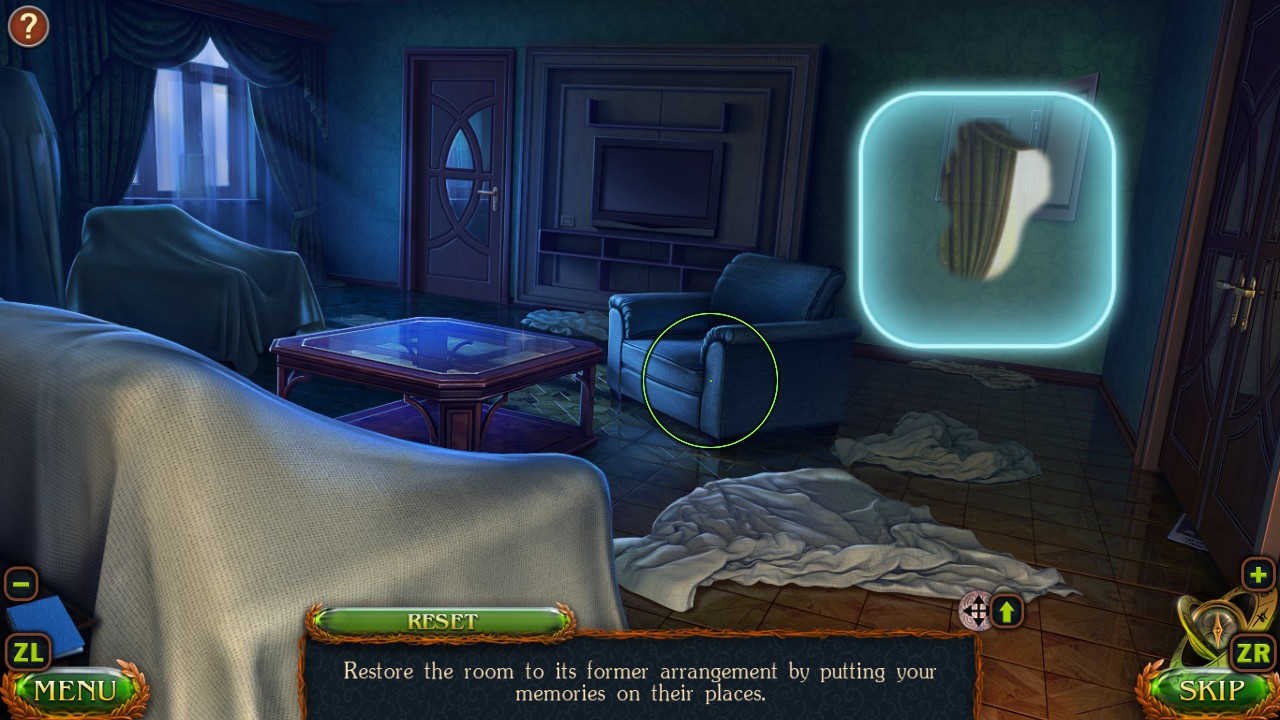 ?
ZL
MENU
RESET
Restore the room to its former arrangement by putting your
memories on their places.
ZR
SKIP